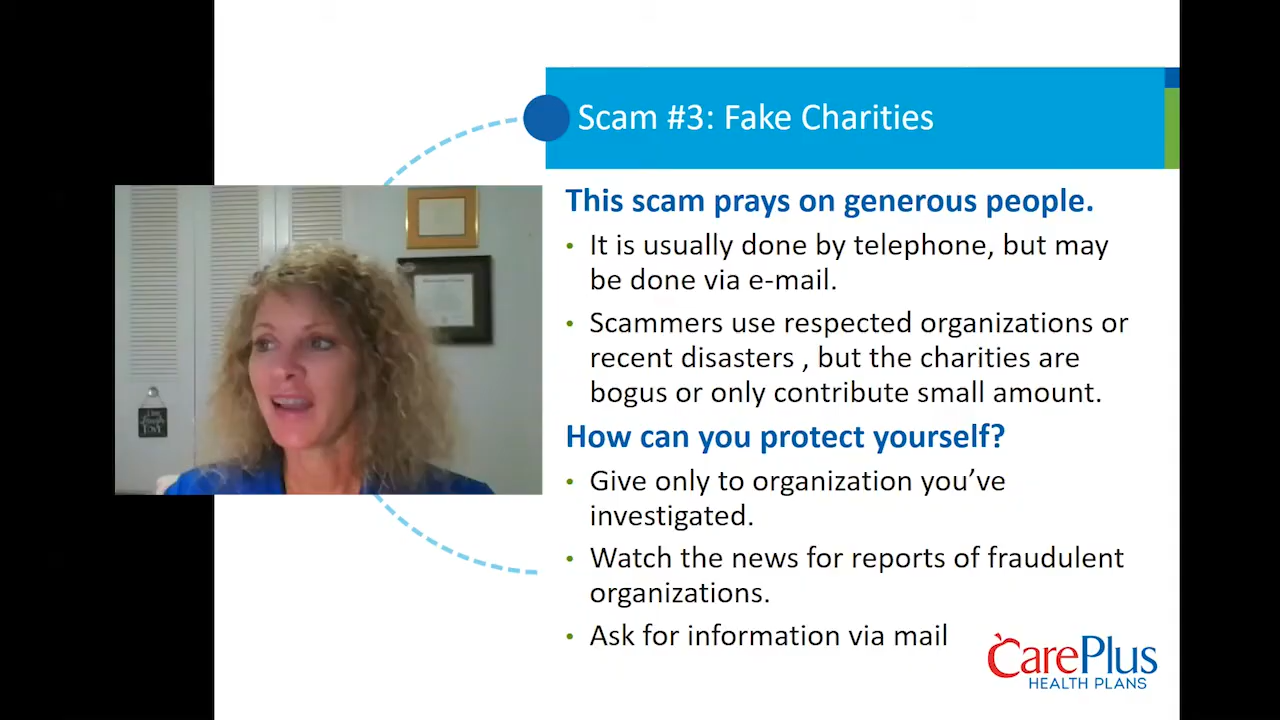 Scam #3: Fake Charities
This scam prays on generous people.
• It is usually done by telephone, but may
be done via e-mail.
• Scammers use respected organizations or
recent disasters , but the charities are
bogus or only contribute small amount.
How can you protect yourself?
• Give only to organization you’ve
investigated.
• Watch the news for reports of fraudulent
organizations.
• Ask for information via mail
CarePlus
HEALTH PLANS